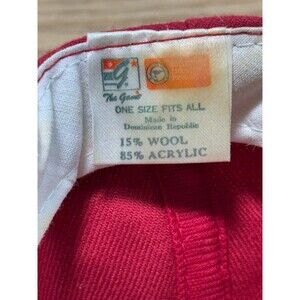 G.
The Game
ONE SIZE FITS ALL
Made in
Dominican Republic
15% WOOL
85% ACRYLIC